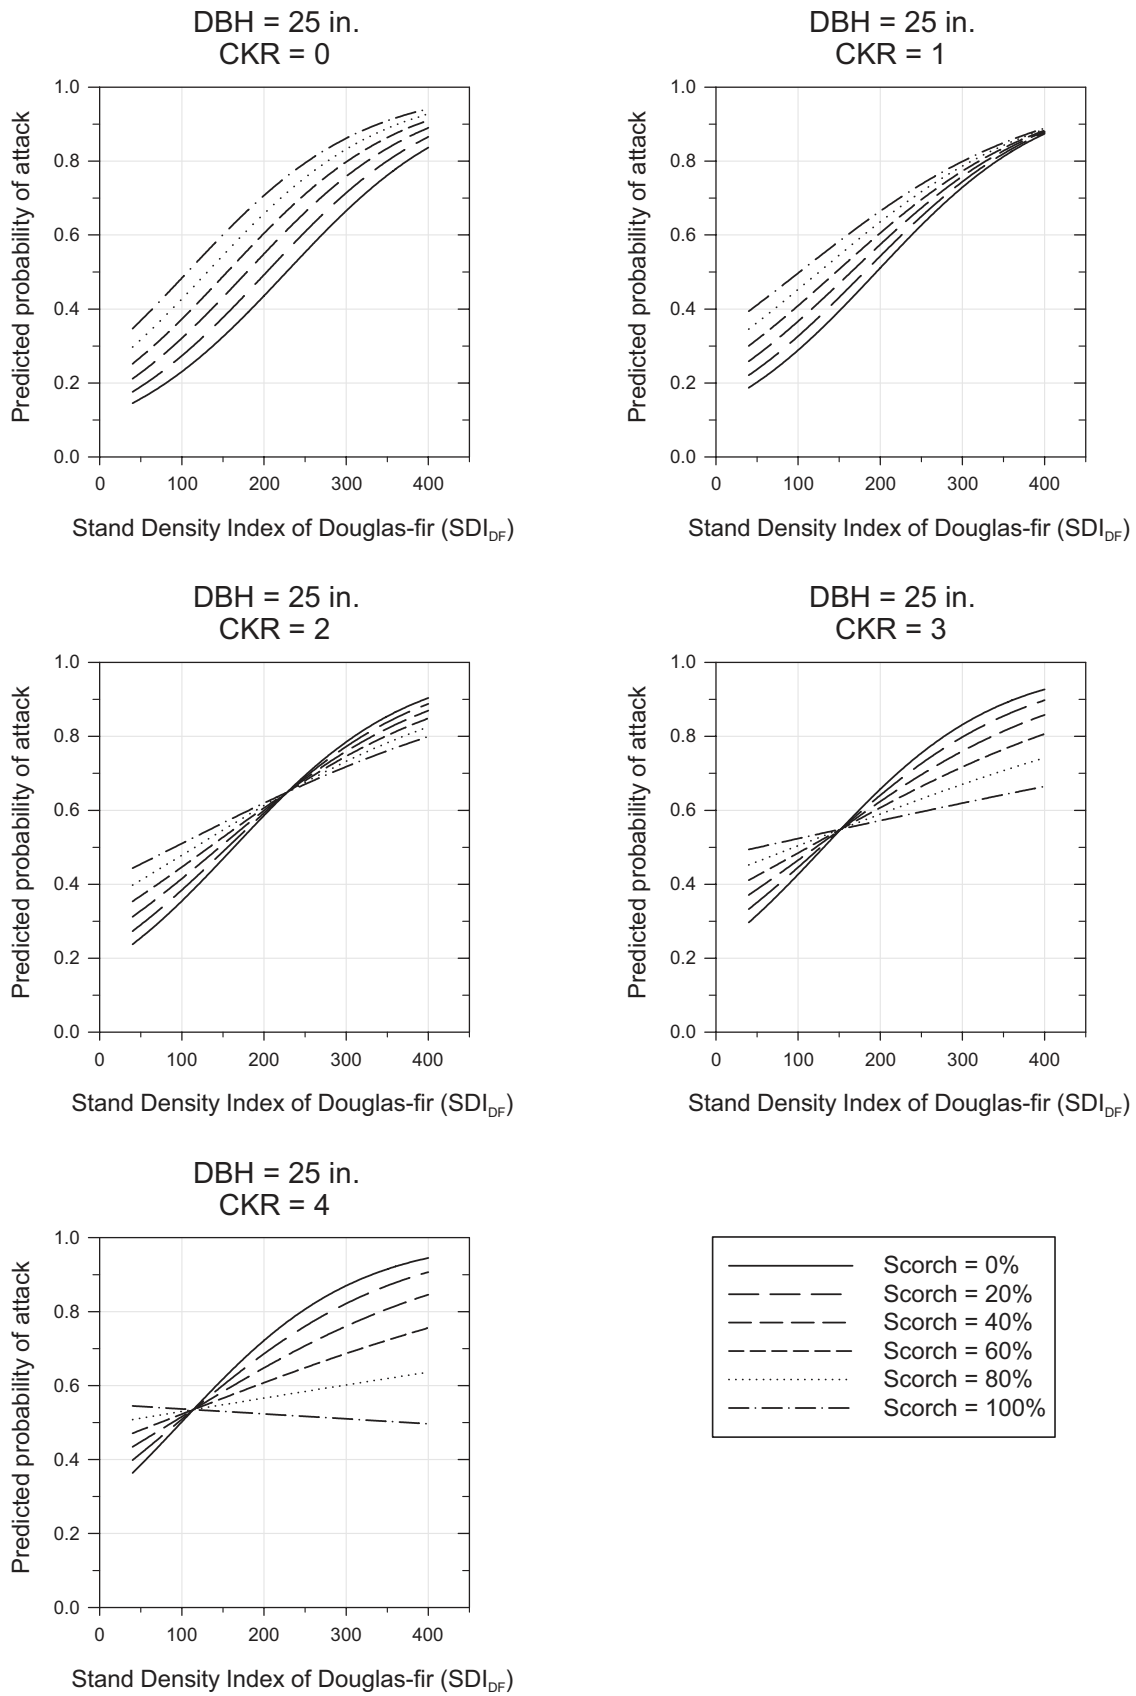 DBH = 25 in.
CKR = 0
Predicted probability of attack
1.0
0.8
0.6
0.4
0.2
0.0
0 100 200 300 400
Stand Density Index of Douglas-fir (SDI_DF)
DBH = 25 in.
CKR = 1
Predicted probability of attack
1.0
0.8
0.6
0.4
0.2
0.0
0 100 200 300 400
Stand Density Index of Douglas-fir (SDI_DF)
DBH = 25 in.
CKR = 2
Predicted probability of attack
1.0
0.8
0.6
0.4
0.2
0.0
0 100 200 300 400
Stand Density Index of Douglas-fir (SDI_DF)
DBH = 25 in.
CKR = 3
Predicted probability of attack
1.0
0.8
0.6
0.4
0.2
0.0
0 100 200 300 400
Stand Density Index of Douglas-fir (SDI_DF)
DBH = 25 in.
CKR = 4
Predicted probability of attack
1.0
0.8
0.6
0.4
0.2
0.0
0 100 200 300 400
Stand Density Index of Douglas-fir (SDI_DF)
Scorch = 0%
Scorch = 20%
Scorch = 40%
Scorch = 60%
Scorch = 80%
Scorch = 100%